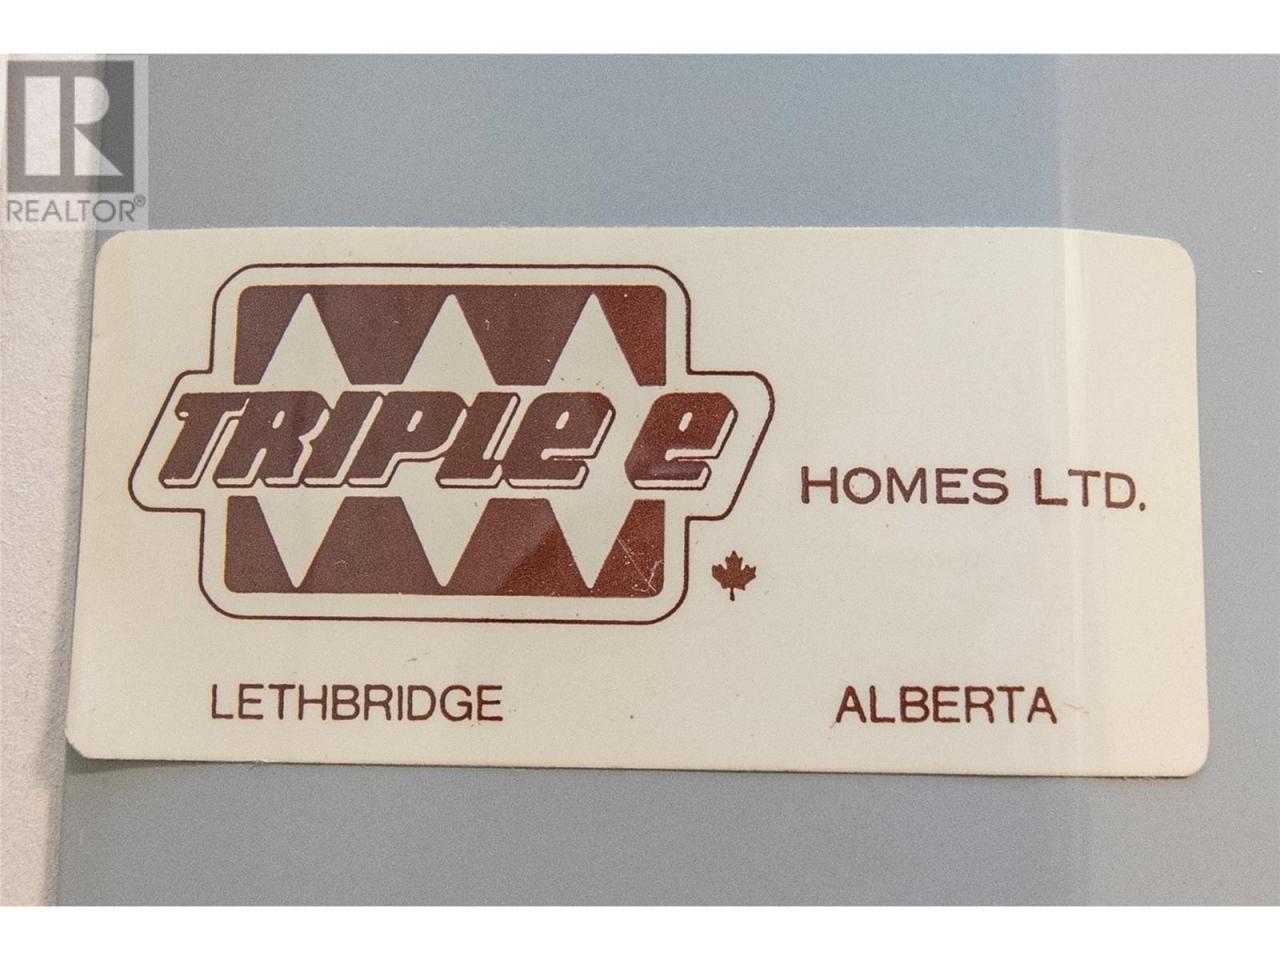 R
REALTOR®
TRIPLE E
HOMES LTD.
LETHBRIDGE ALBERTA